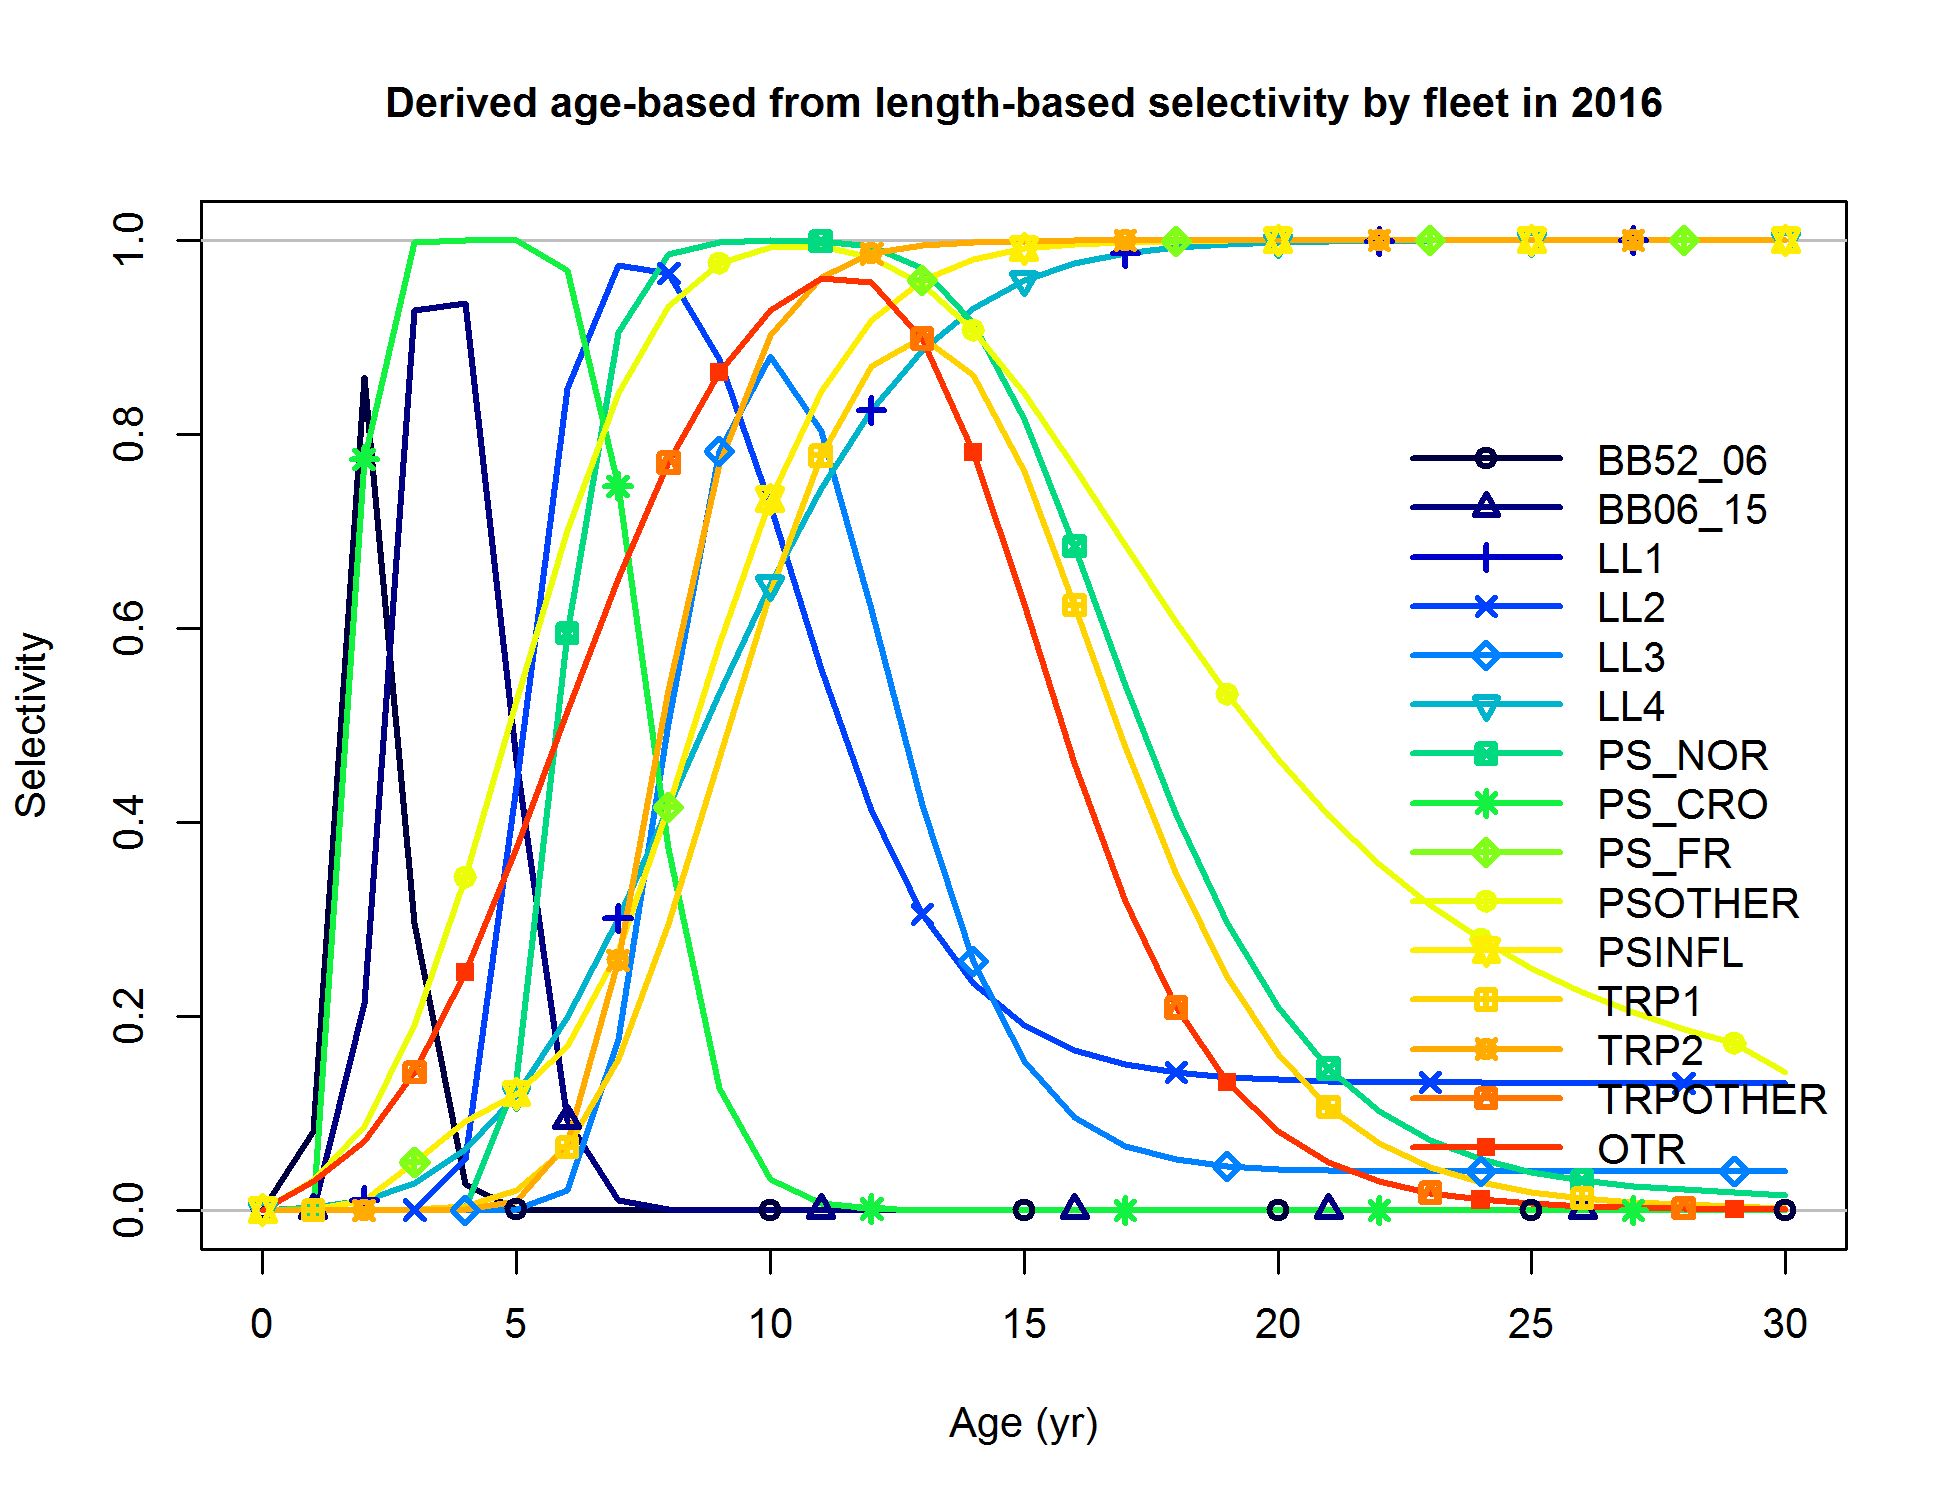 Derived age-based from length-based selectivity by fleet in 2016
Selectivity
1.0
0.8
0.6
0.4
0.2
0.0
BB52_06
BB06_15
LL1
LL2
LL3
LL4
PS_NOR
PS_CRO
PS_FR
PSOTHER
PSINFL
TRP1
TRP2
TRPOTHER
OTR
0 5 10 15 20 25 30
Age (yr)